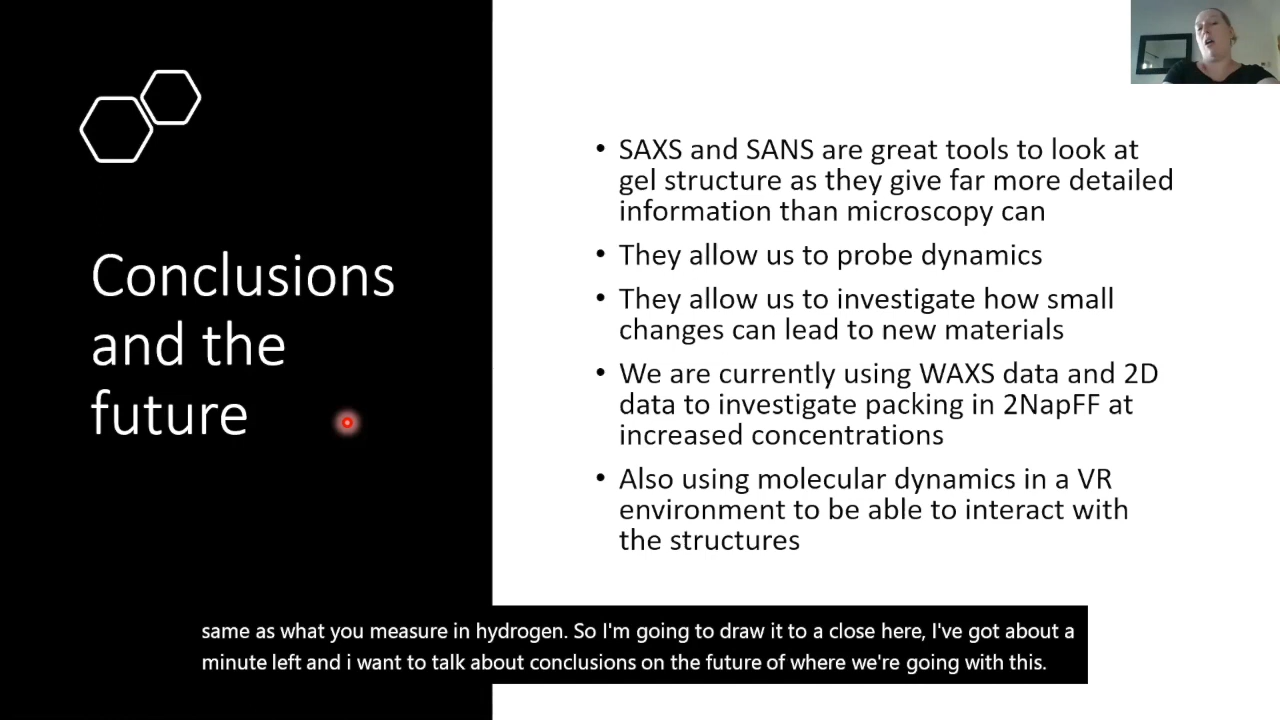 Conclusions
and the
future
• SAXS and SANS are great tools to look at
gel structure as they give far more detailed
information than microscopy can
• They allow us to probe dynamics
• They allow us to investigate how small
changes can lead to new materials
• We are currently using WAXS data and 2D
data to investigate packing in 2NapFF at
increased concentrations
• Also using molecular dynamics in a VR
environment to be able to interact with
the structures
same as what you measure in hydrogen. So I'm going to draw it to a close here, I've got about a
minute left and i want to talk about conclusions on the future of where we're going with this.